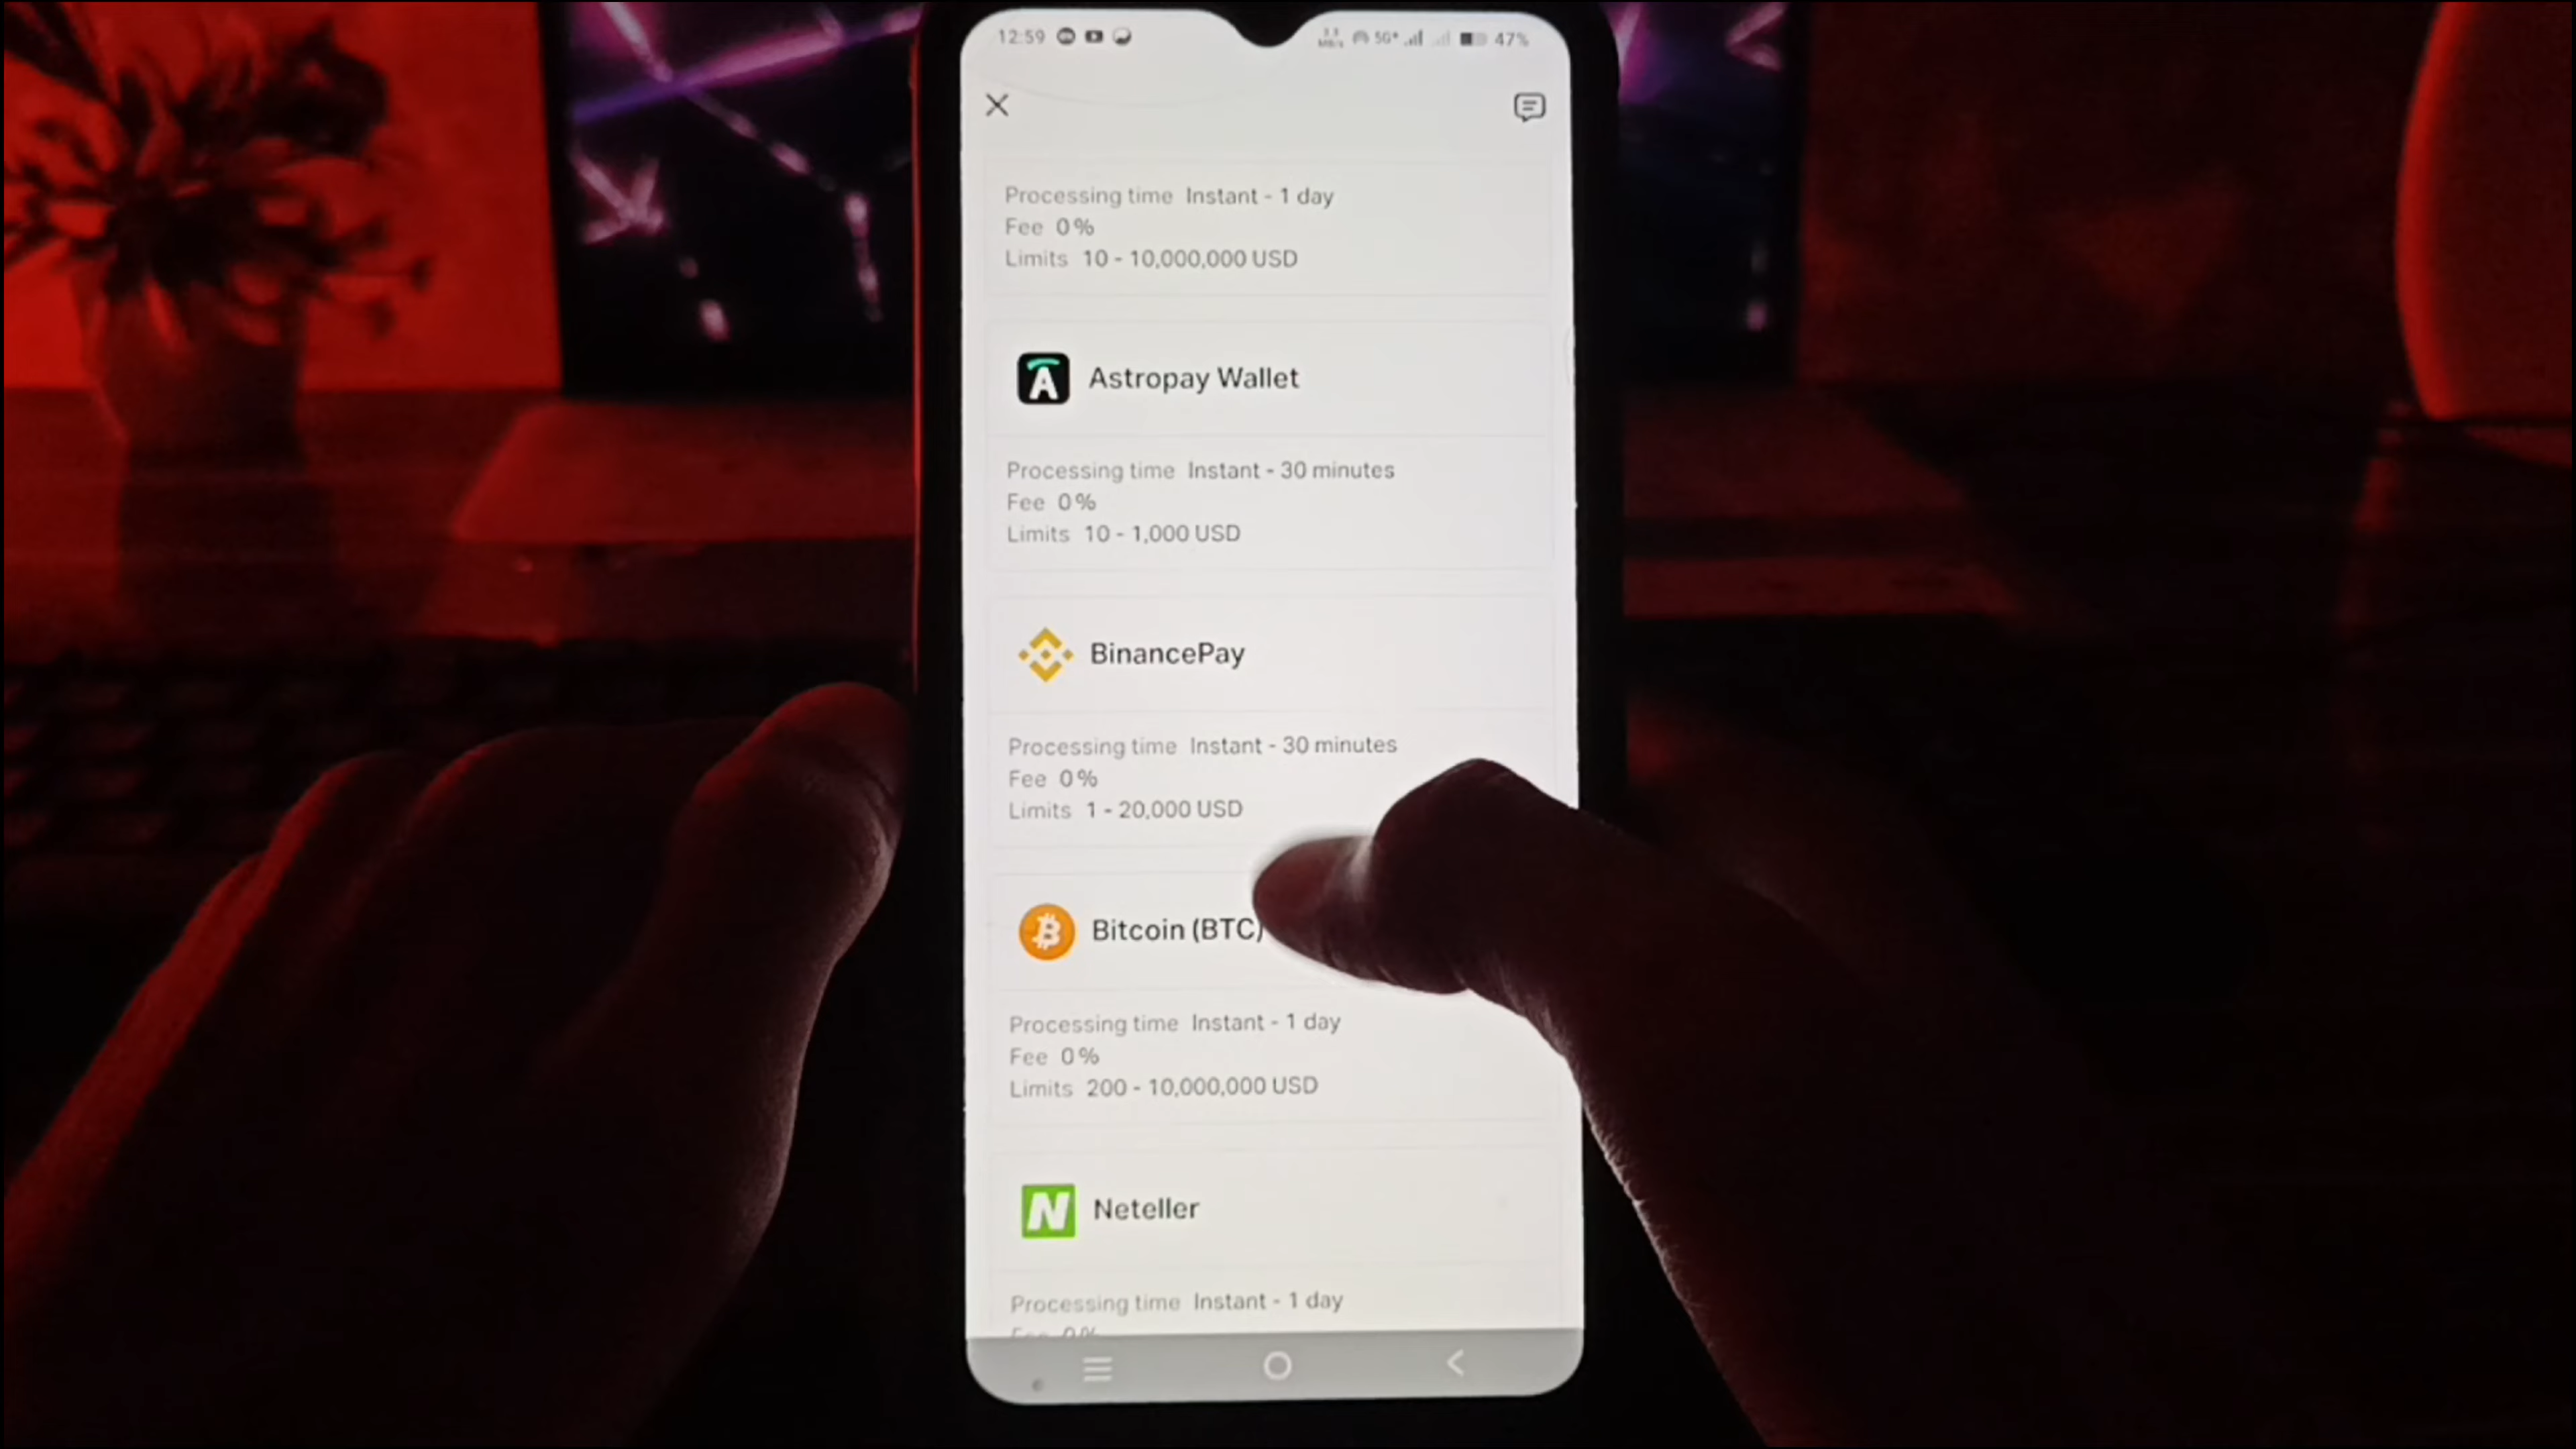 12:59
5G+ 47%
Processing time Instant - 1 day
Fee 0%
Limits 10 - 10,000,000 USD
Astropay Wallet
Processing time Instant - 30 minutes
Fee 0%
Limits 10 - 1,000 USD
BinancePay
Processing time Instant - 30 minutes
Fee 0%
Limits 1 - 20,000 USD
Bitcoin (BTC)
Processing time Instant - 1 day
Fee 0%
Limits 200 - 10,000,000 USD
N Neteller
Processing time Instant - 1 day